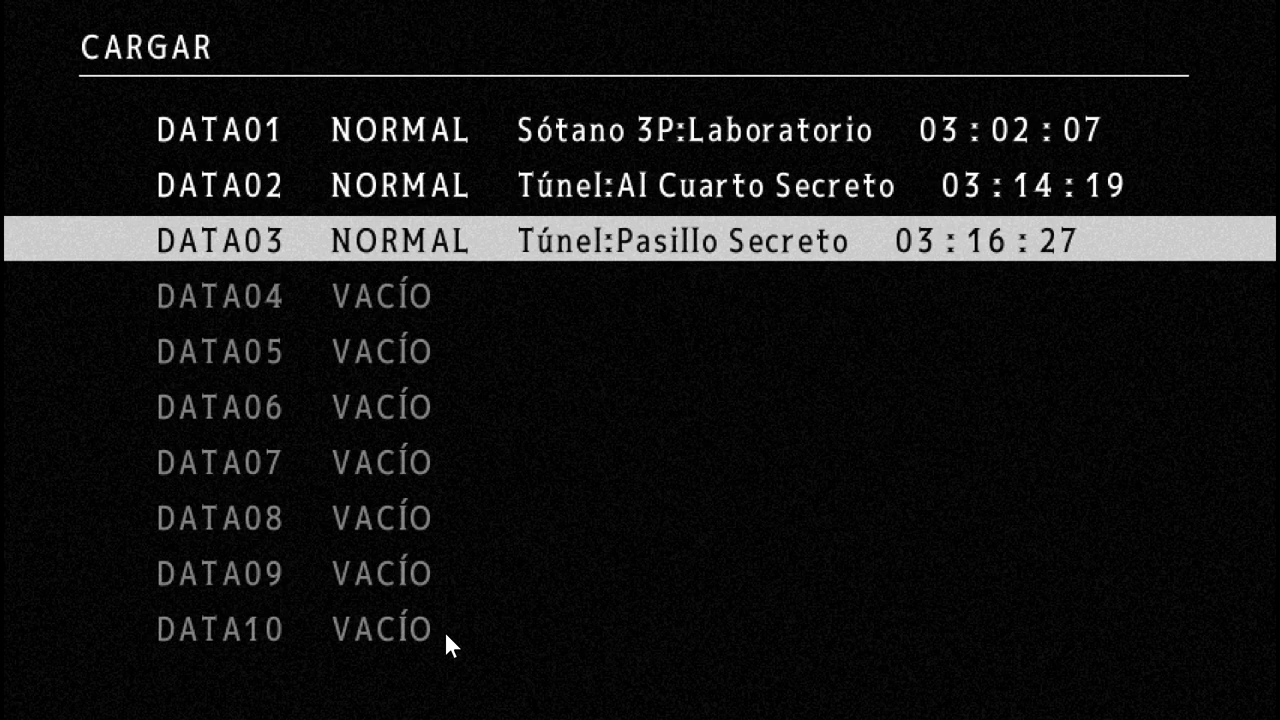 CARGAR
DATA01 NORMAL Sótano 3P:Laboratorio 03:02:07
DATA02 NORMAL Túnel:Al Cuarto Secreto 03:14:19
DATA03 NORMAL Túnel:Pasillo Secreto 03:16:27
DATA04 VACÍO
DATA05 VACÍO
DATA06 VACÍO
DATA07 VACÍO
DATA08 VACÍO
DATA09 VACÍO
DATA10 VACÍO